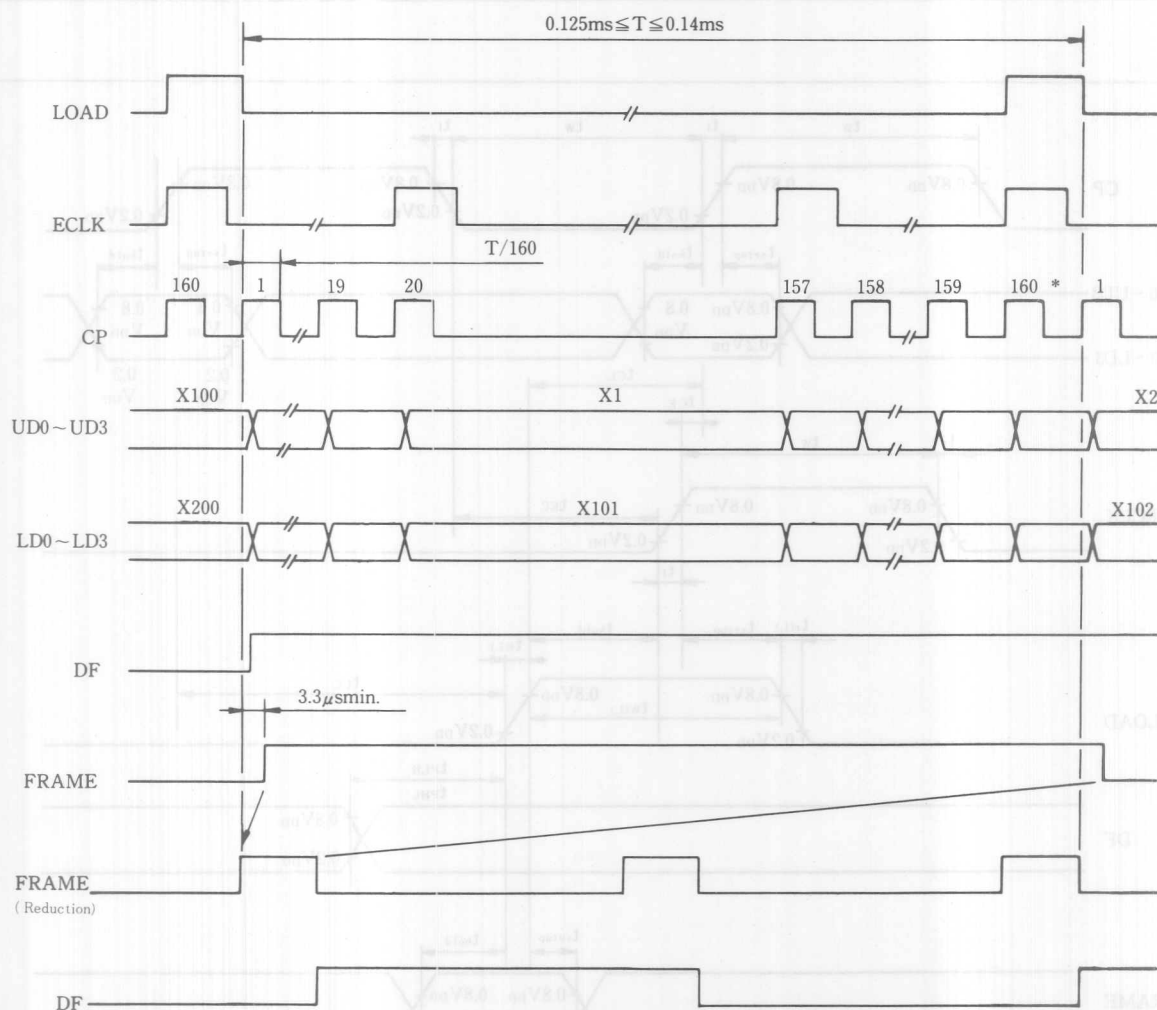 0.125ms≦T≦0.14ms
LOAD
ECLK
T/160
160 1 19 20 157 158 159 160 * 1
CP
X100 X1 X2
UD0~UD3
X200 X101 X102
LD0~LD3
DF
3.3μsmin.
FRAME
FRAME
(Reduction)
DF